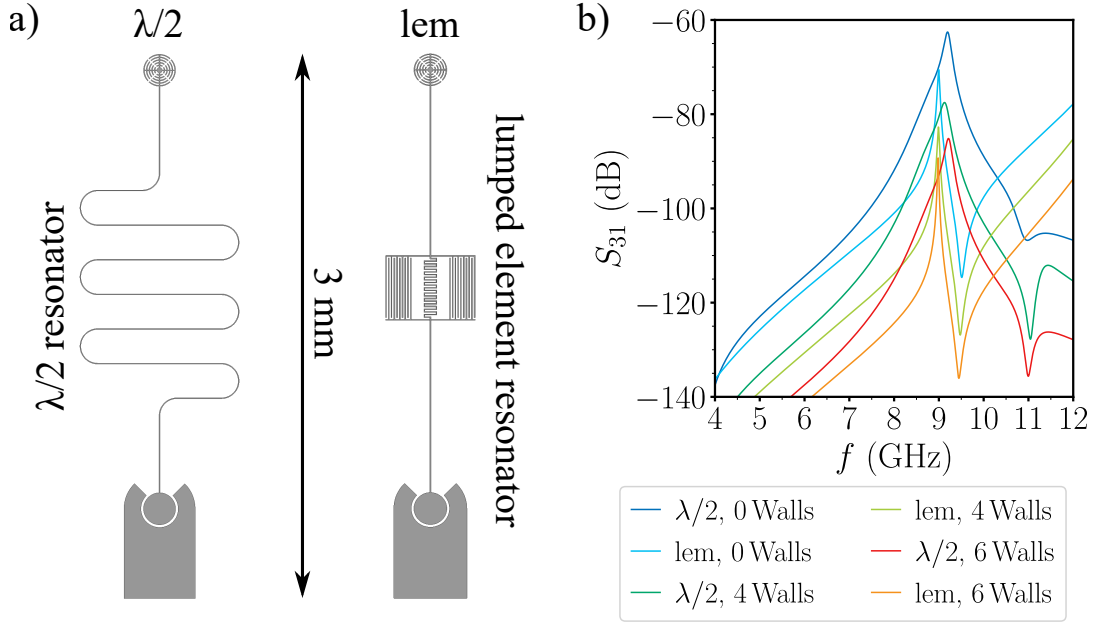 a)
λ/2
lem
λ/2 resonator
3 mm
lumped element resonator
b)
S31 (dB)
−60
−80
−100
−120
−140
4 5 6 7 8 9 10 11 12
f (GHz)
λ/2, 0 Walls
lem, 0 Walls
λ/2, 4 Walls
lem, 4 Walls
λ/2, 6 Walls
lem, 6 Walls